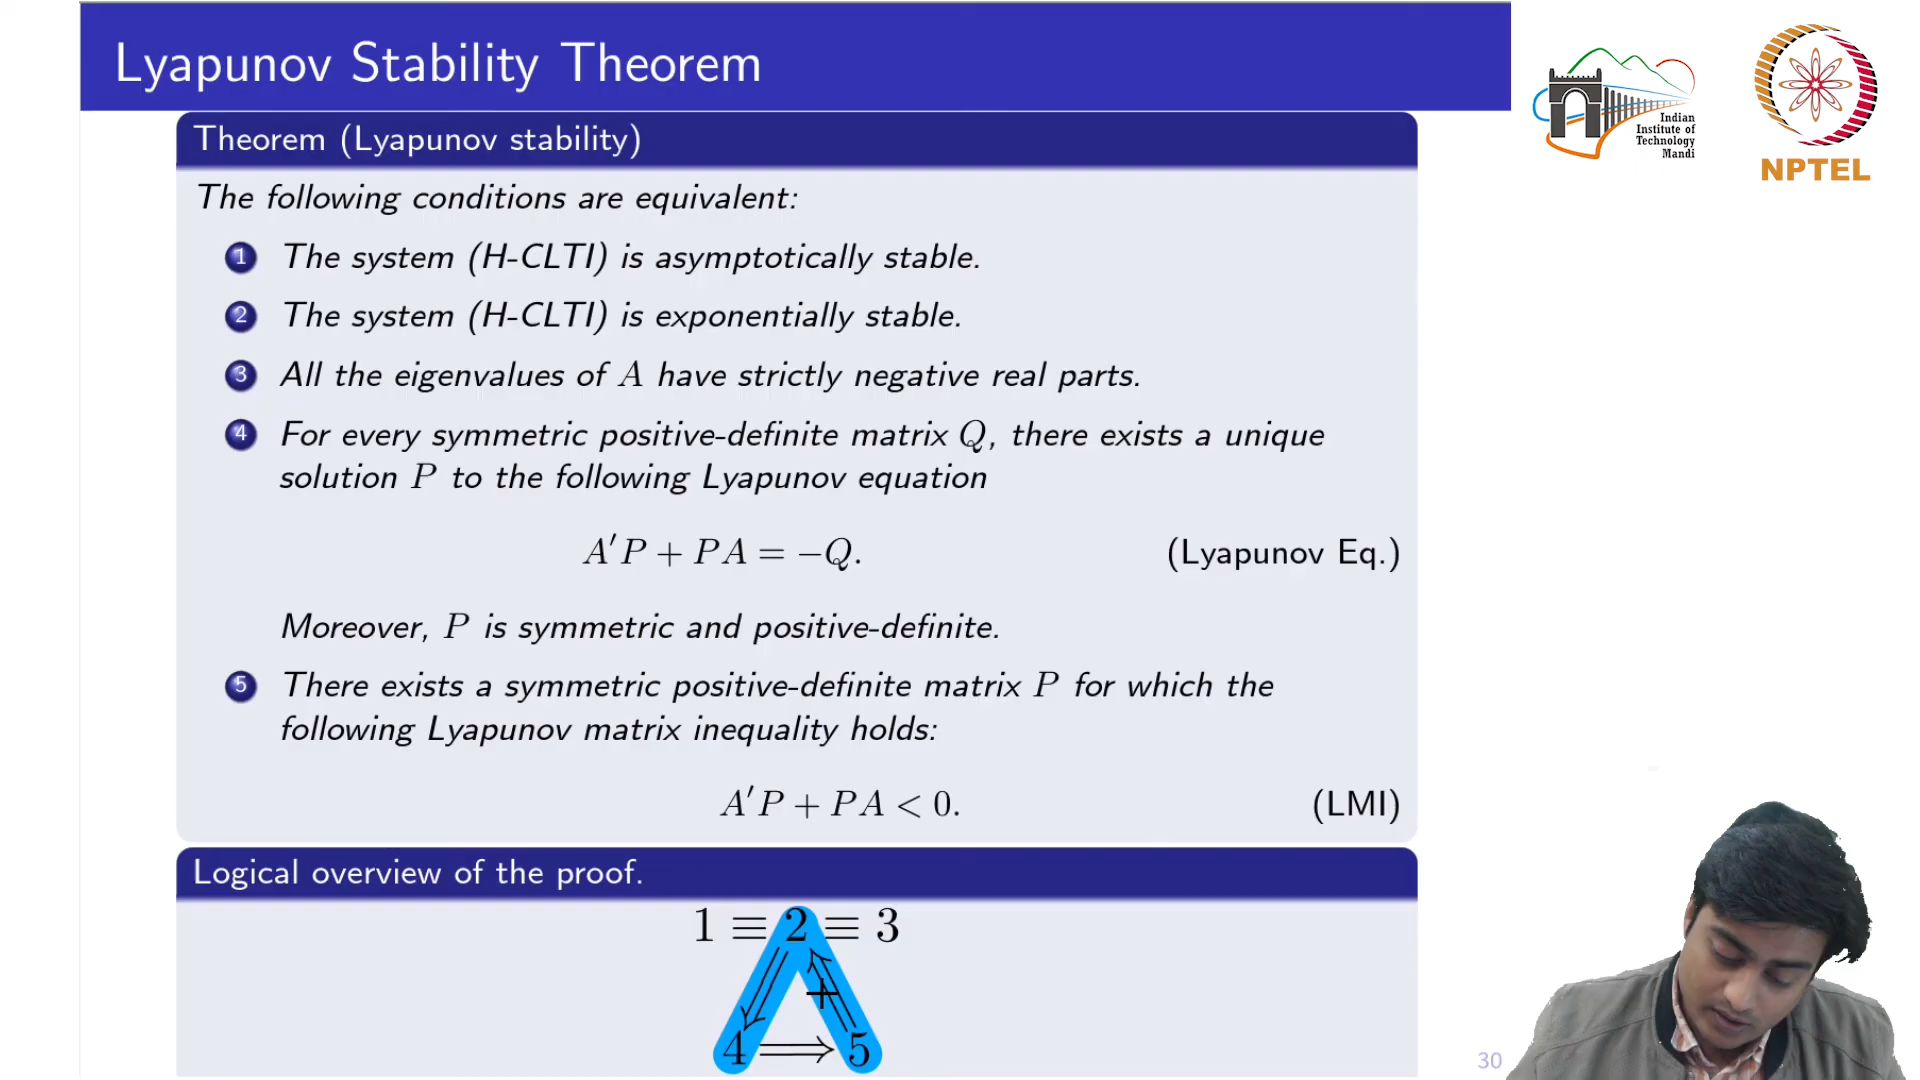 Lyapunov Stability Theorem
Indian
Institute of
Technology
Mandi
NPTEL
Theorem (Lyapunov stability)
The following conditions are equivalent:
1 The system (H-CLTI) is asymptotically stable.
2 The system (H-CLTI) is exponentially stable.
3 All the eigenvalues of A have strictly negative real parts.
4 For every symmetric positive-definite matrix Q, there exists a unique
solution P to the following Lyapunov equation
A′P + PA = −Q. (Lyapunov Eq.)
Moreover, P is symmetric and positive-definite.
5 There exists a symmetric positive-definite matrix P for which the
following Lyapunov matrix inequality holds:
A′P + PA < 0. (LMI)
Logical overview of the proof.
1 ≡ 2 ≡ 3
4 ⟹ 5
30